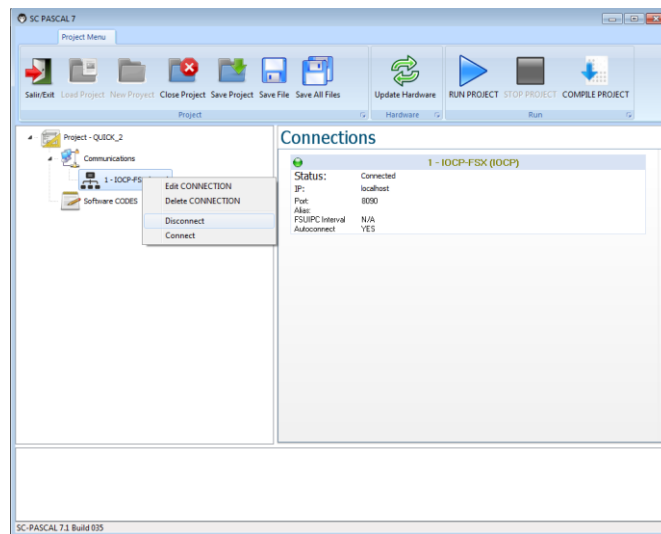 SC PASCAL 7
Project Menu
Salir/Exit Load Project New Proyect Close Project Save Project Save File Save All Files Update Hardware RUN PROJECT STOP PROJECT COMPILE PROJECT
Project Hardware Run
Project - QUICK_2
Communications
1 - IOCP-FS
Software CODES
Edit CONNECTION
Delete CONNECTION
Disconnect
Connect
Connections
1 - IOCP-FSX (IOCP)
Status: Connected
IP: localhost
Port: 8090
Alias:
FSUIPC Interval N/A
Autoconnect YES
SC-PASCAL 7.1 Build 035